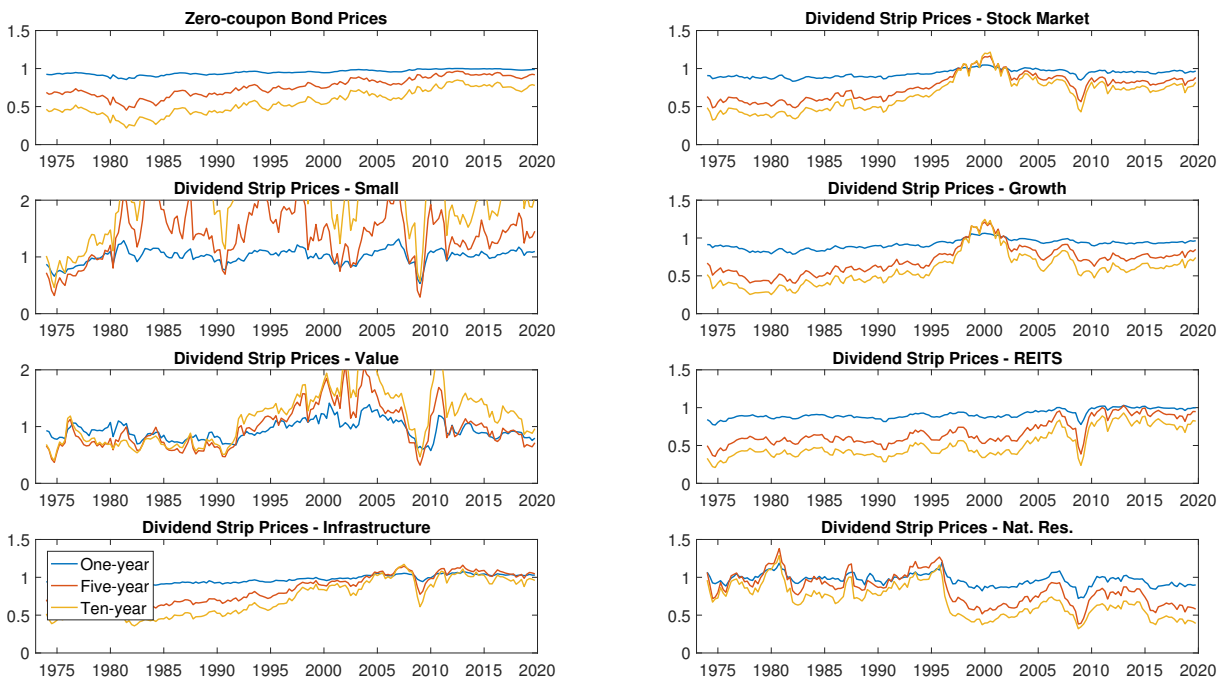 Zero-coupon Bond Prices
1.5
1
0.5
0
1975 1980 1985 1990 1995 2000 2005 2010 2015 2020
Dividend Strip Prices - Stock Market
1.5
1
0.5
0
1975 1980 1985 1990 1995 2000 2005 2010 2015 2020
Dividend Strip Prices - Small
2
1
0
1975 1980 1985 1990 1995 2000 2005 2010 2015 2020
Dividend Strip Prices - Growth
1.5
1
0.5
0
1975 1980 1985 1990 1995 2000 2005 2010 2015 2020
Dividend Strip Prices - Value
2
1
0
1975 1980 1985 1990 1995 2000 2005 2010 2015 2020
Dividend Strip Prices - REITS
1.5
1
0.5
0
1975 1980 1985 1990 1995 2000 2005 2010 2015 2020
Dividend Strip Prices - Infrastructure
1.5
1
0.5
0
One-year
Five-year
Ten-year
1975 1980 1985 1990 1995 2000 2005 2010 2015 2020
Dividend Strip Prices - Nat. Res.
1.5
1
0.5
0
1975 1980 1985 1990 1995 2000 2005 2010 2015 2020